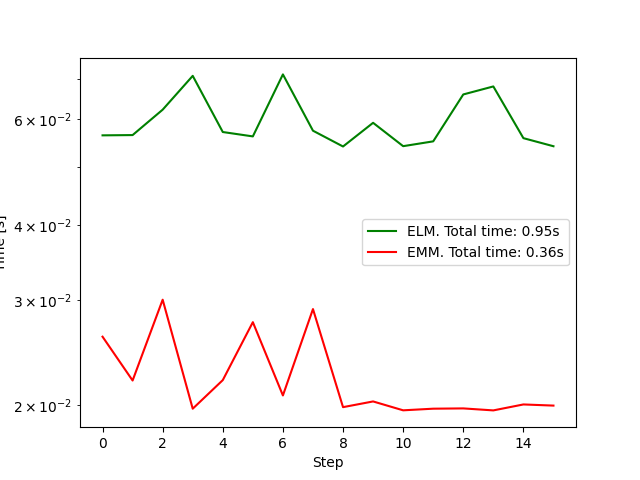 6 × 10⁻²
4 × 10⁻²
3 × 10⁻²
2 × 10⁻²
Time [s]
ELM. Total time: 0.95s
EMM. Total time: 0.36s
0 2 4 6 8 10 12 14
Step